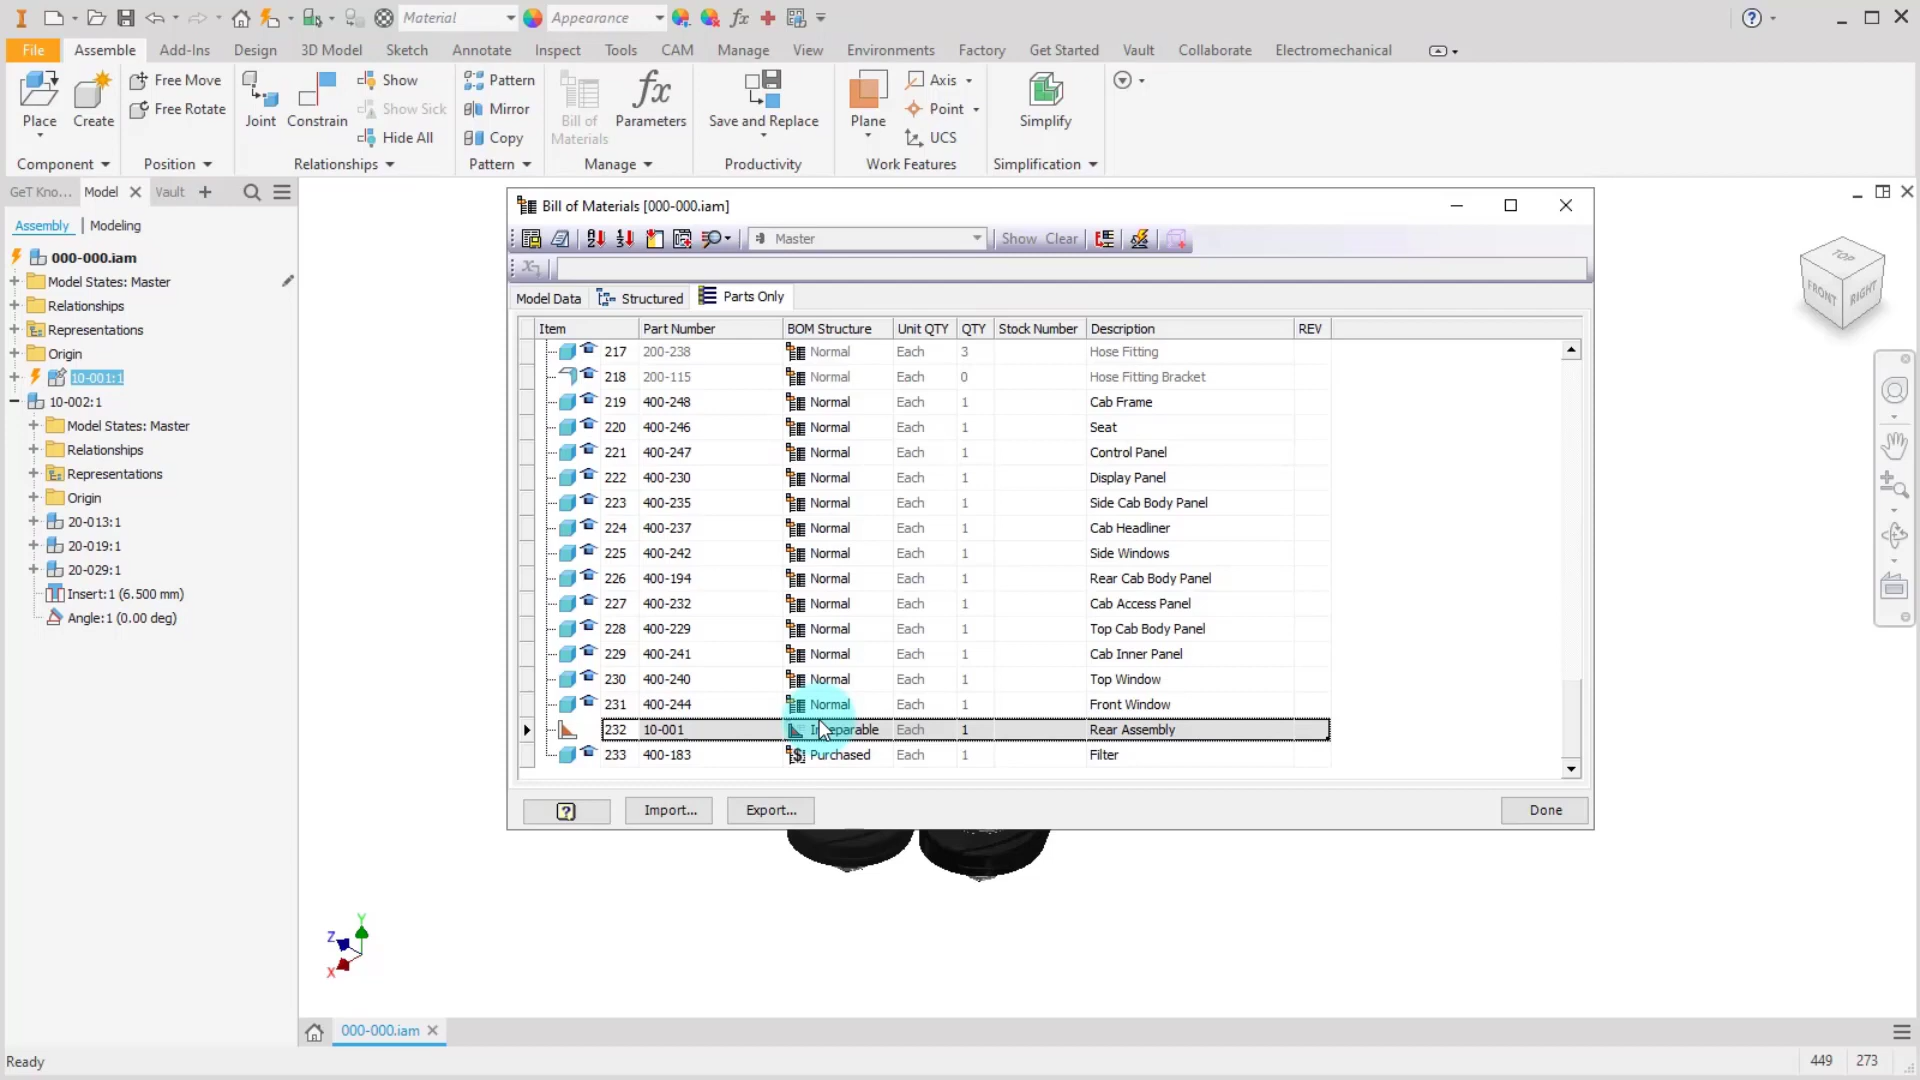 Material
Appearance
File Assemble Add-Ins Design 3D Model Sketch Annotate Inspect Tools CAM Manage View Environments Factory Get Started Vault Collaborate Electromechanical
Place
Create
Free Move
Free Rotate
Joint
Constrain
Show
Show Sick
Hide All
Pattern
Mirror
Copy
Bill of
Materials
fx
Parameters
Save and Replace
Plane
Axis
Point
UCS
Simplify
Component Position Relationships Pattern Manage Productivity Work Features Simplification
GeT Kno... Model Vault
Assembly Modeling
000-000.iam
Model States: Master
Relationships
Representations
Origin
10-001:1
10-002:1
Model States: Master
Relationships
Representations
Origin
20-013:1
20-019:1
20-029:1
Insert:1 (6.500 mm)
Angle:1 (0.00 deg)
Bill of Materials [000-000.iam]
Master Show Clear
Model Data Structured Parts Only
Item Part Number BOM Structure Unit QTY QTY Stock Number Description REV
217 200-238 Normal Each 3 Hose Fitting
218 200-115 Normal Each 0 Hose Fitting Bracket
219 400-248 Normal Each 1 Cab Frame
220 400-246 Normal Each 1 Seat
221 400-247 Normal Each 1 Control Panel
222 400-230 Normal Each 1 Display Panel
223 400-235 Normal Each 1 Side Cab Body Panel
224 400-237 Normal Each 1 Cab Headliner
225 400-242 Normal Each 1 Side Windows
226 400-194 Normal Each 1 Rear Cab Body Panel
227 400-232 Normal Each 1 Cab Access Panel
228 400-229 Normal Each 1 Top Cab Body Panel
229 400-241 Normal Each 1 Cab Inner Panel
230 400-240 Normal Each 1 Top Window
231 400-244 Normal Each 1 Front Window
232 10-001 Inseparable Each 1 Rear Assembly
233 400-183 Purchased Each 1 Filter
Import... Export... Done
TOP
FRONT RIGHT
Y
Z
X
000-000.iam
Ready 449 273